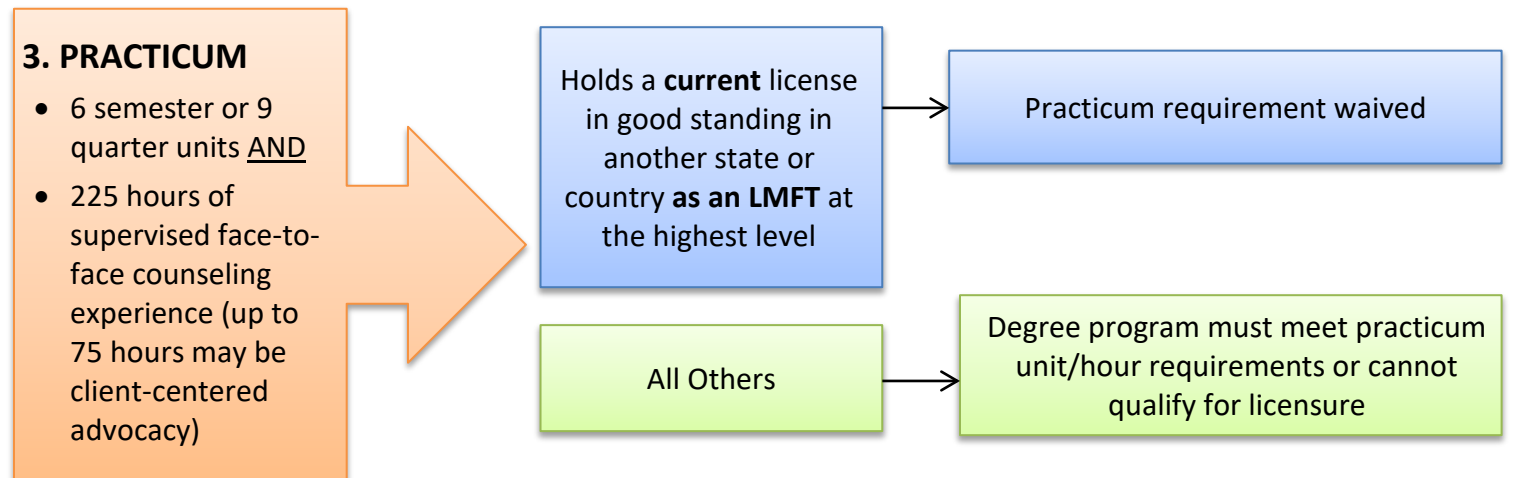 3. PRACTICUM
• 6 semester or 9
quarter units AND
• 225 hours of
supervised face-to-
face counseling
experience (up to
75 hours may be
client-centered
advocacy)
Holds a current license
in good standing in
another state or
country as an LMFT at
the highest level
Practicum requirement waived
All Others
Degree program must meet practicum
unit/hour requirements or cannot
qualify for licensure